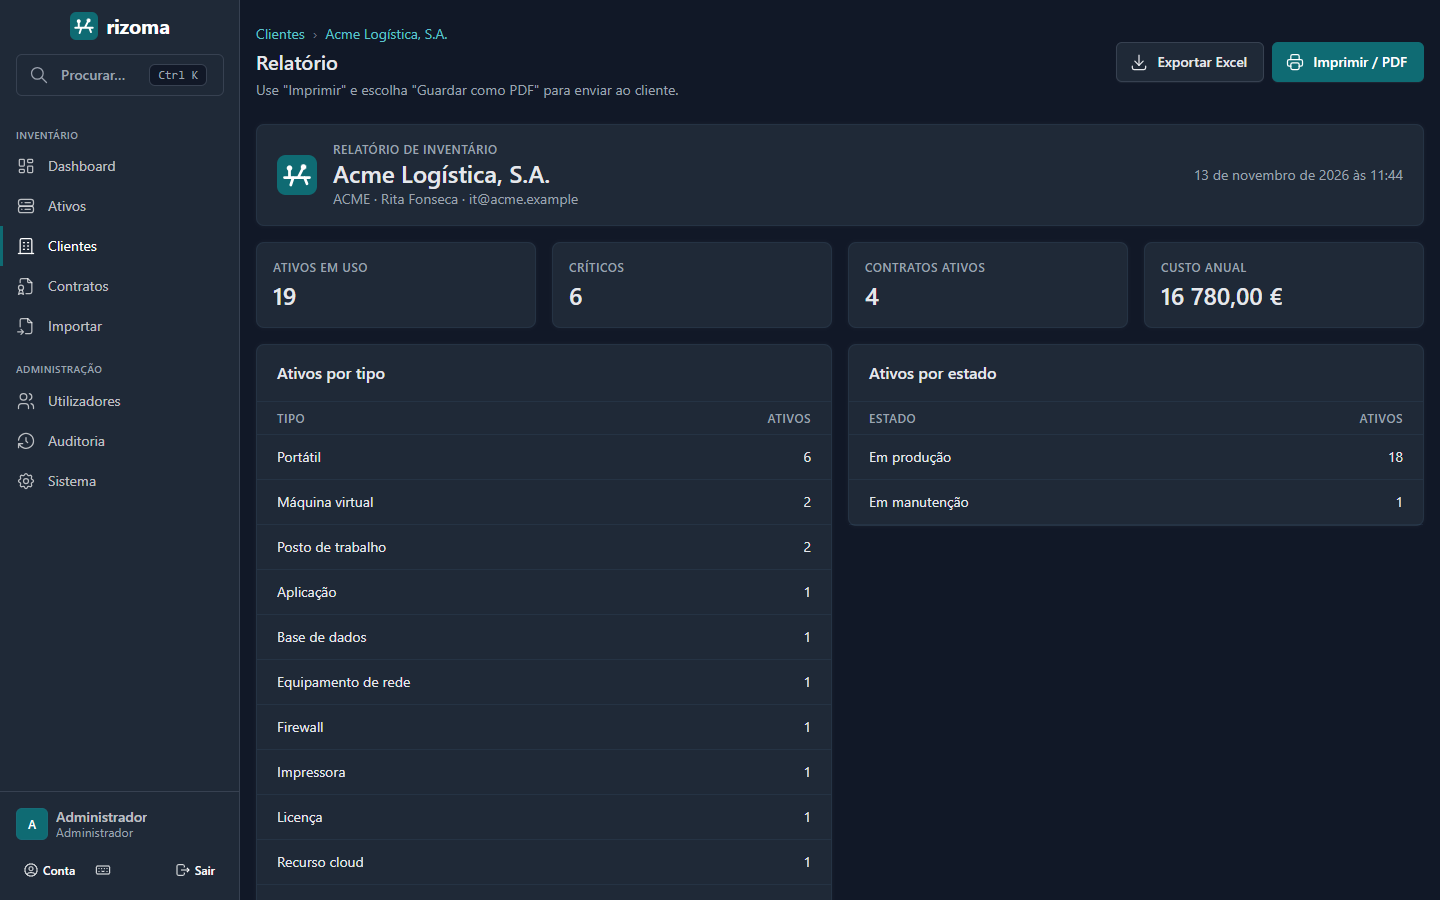 rizoma
Procurar... Ctrl K
INVENTÁRIO
Dashboard
Ativos
Clientes
Contratos
Importar
ADMINISTRAÇÃO
Utilizadores
Auditoria
Sistema
A
Administrador
Administrador
Conta
Sair
Clientes › Acme Logística, S.A.
Relatório
Use "Imprimir" e escolha "Guardar como PDF" para enviar ao cliente.
Exportar Excel
Imprimir / PDF
RELATÓRIO DE INVENTÁRIO
Acme Logística, S.A.
ACME · Rita Fonseca · it@acme.example
13 de novembro de 2026 às 11:44
ATIVOS EM USO
19
CRÍTICOS
6
CONTRATOS ATIVOS
4
CUSTO ANUAL
16 780,00 €
Ativos por tipo
TIPO ATIVOS
Portátil 6
Máquina virtual 2
Posto de trabalho 2
Aplicação 1
Base de dados 1
Equipamento de rede 1
Firewall 1
Impressora 1
Licença 1
Recurso cloud 1
Ativos por estado
ESTADO ATIVOS
Em produção 18
Em manutenção 1